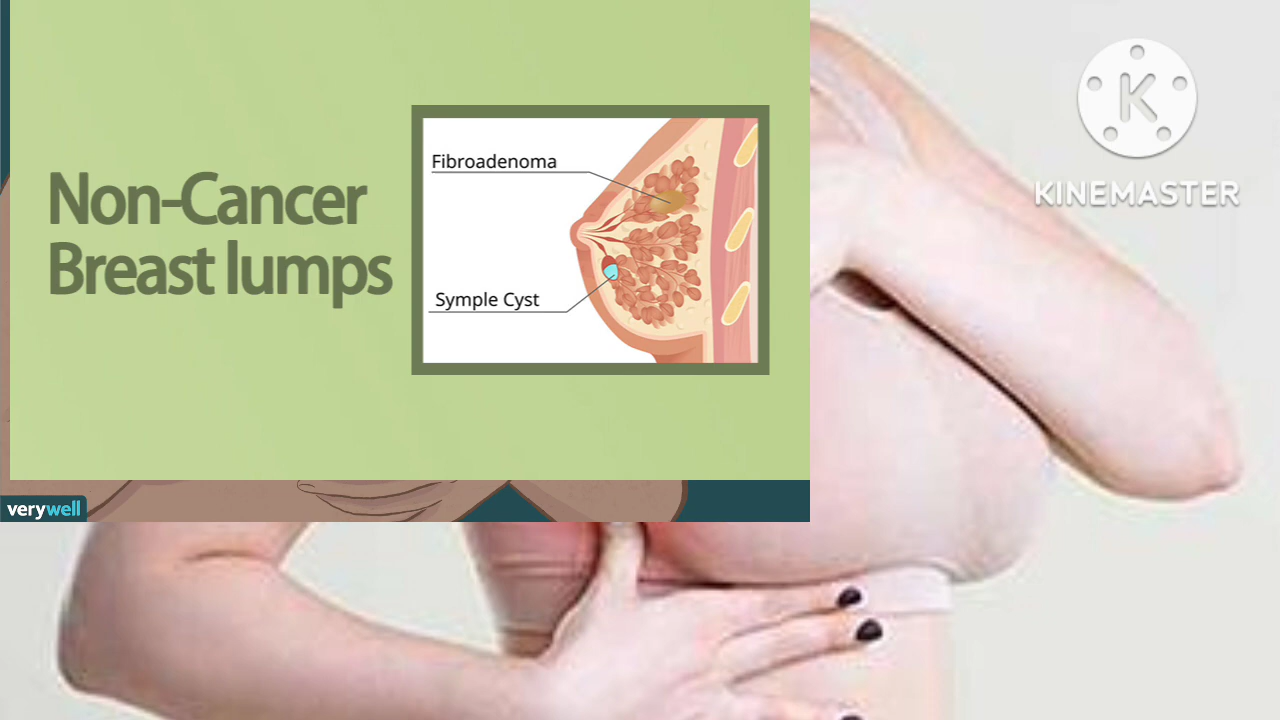 Non-Cancer
Breast lumps
Fibroadenoma
Symple Cyst
K
KINEMASTER
verywell